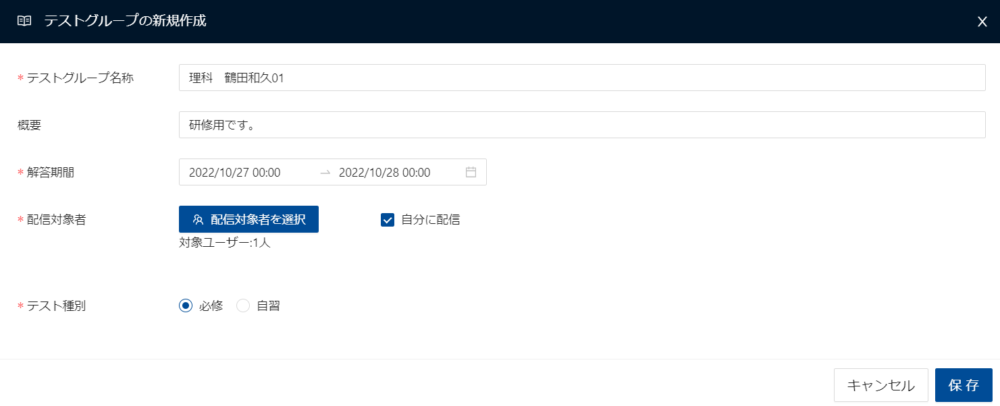 テストグループの新規作成
* テストグループ名称 理科　鶴田和久01
概要 研修用です。
* 解答期間 2022/10/27 00:00 → 2022/10/28 00:00
* 配信対象者 配信対象者を選択 自分に配信
対象ユーザー:1人
* テスト種別 必修 自習
キャンセル 保存